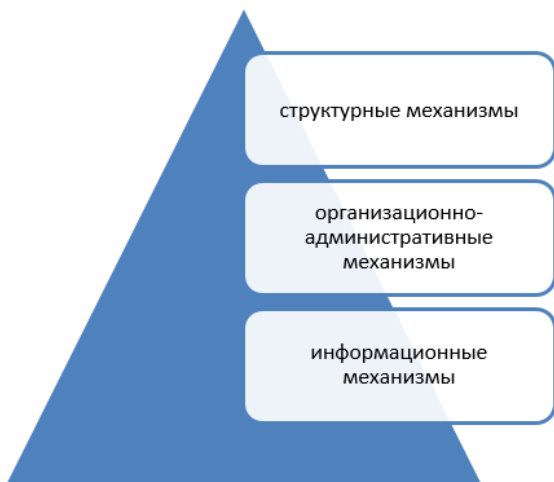 структурные механизмы
организационно-
административные
механизмы
информационные
механизмы